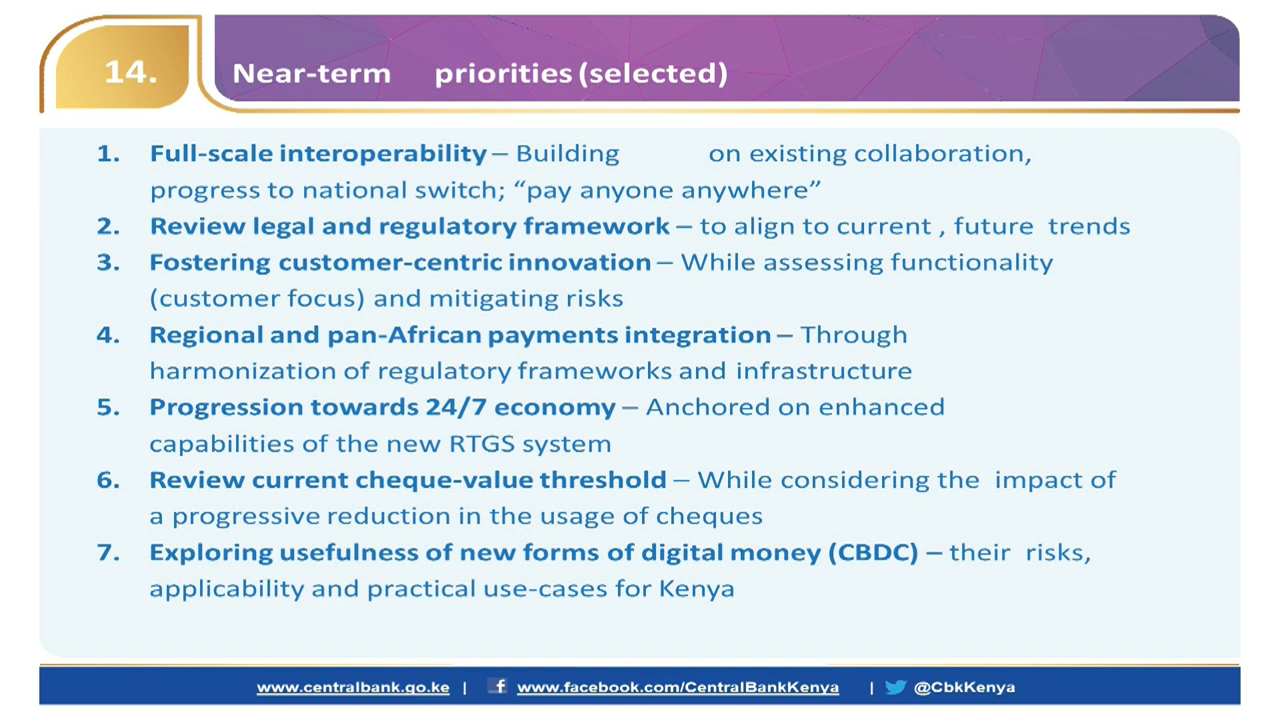 14.
Near-term priorities (selected)
1. Full-scale interoperability – Building on existing collaboration,
progress to national switch; “pay anyone anywhere”
2. Review legal and regulatory framework – to align to current , future trends
3. Fostering customer-centric innovation – While assessing functionality
(customer focus) and mitigating risks
4. Regional and pan-African payments integration – Through
harmonization of regulatory frameworks and infrastructure
5. Progression towards 24/7 economy – Anchored on enhanced
capabilities of the new RTGS system
6. Review current cheque-value threshold – While considering the impact of
a progressive reduction in the usage of cheques
7. Exploring usefulness of new forms of digital money (CBDC) – their risks,
applicability and practical use-cases for Kenya
www.centralbank.go.ke | f www.facebook.com/CentralBankKenya | @CbkKenya